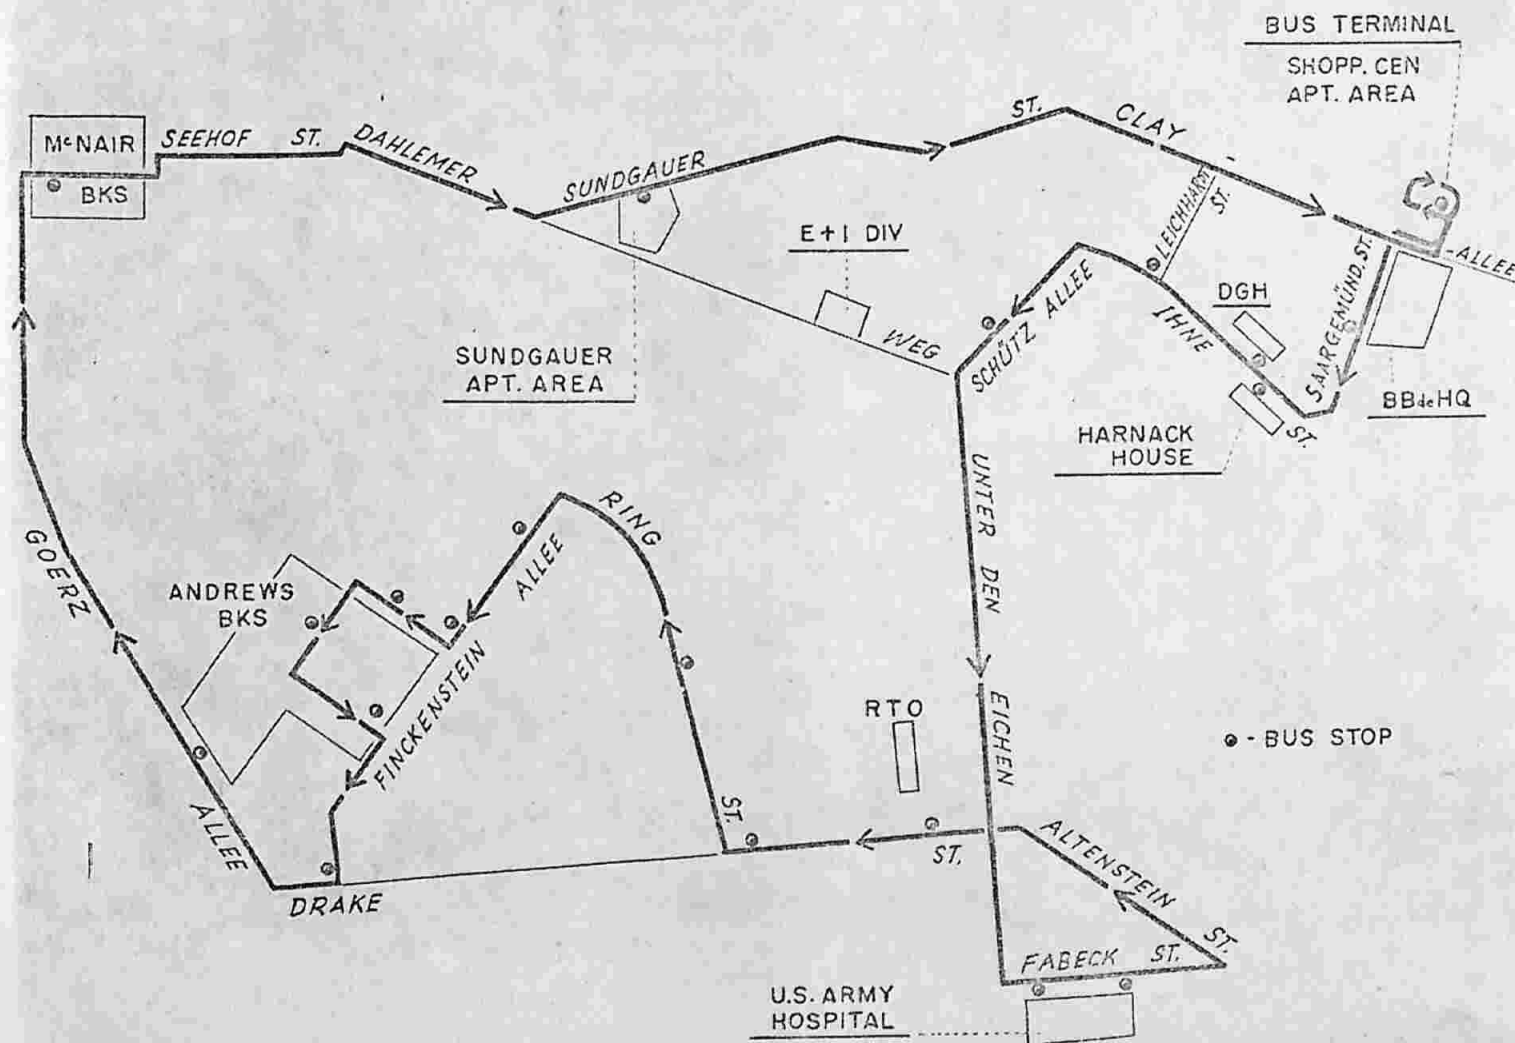 BUS TERMINAL
SHOPP. CEN
APT. AREA
McNAIR
BKS
SEEHOF ST.
DAHLEMER
SUNDGAUER
ST.
CLAY
LEICHHARDT
ST.
-ALLEE
E+I DIV
WEG
SCHÜTZ ALLEE
DGH
IHNE
ST.
SAARGEMÜND.ST.
BBdeHQ
SUNDGAUER
APT. AREA
HARNACK
HOUSE
UNTER DEN
EICHEN
RING
ST.
ALLEE
FINCKENSTEIN
GOERZ
ALLEE
ANDREWS
BKS
RTO
- BUS STOP
DRAKE
ST.
ALTENSTEIN
ST.
FABECK ST.
U.S. ARMY
HOSPITAL